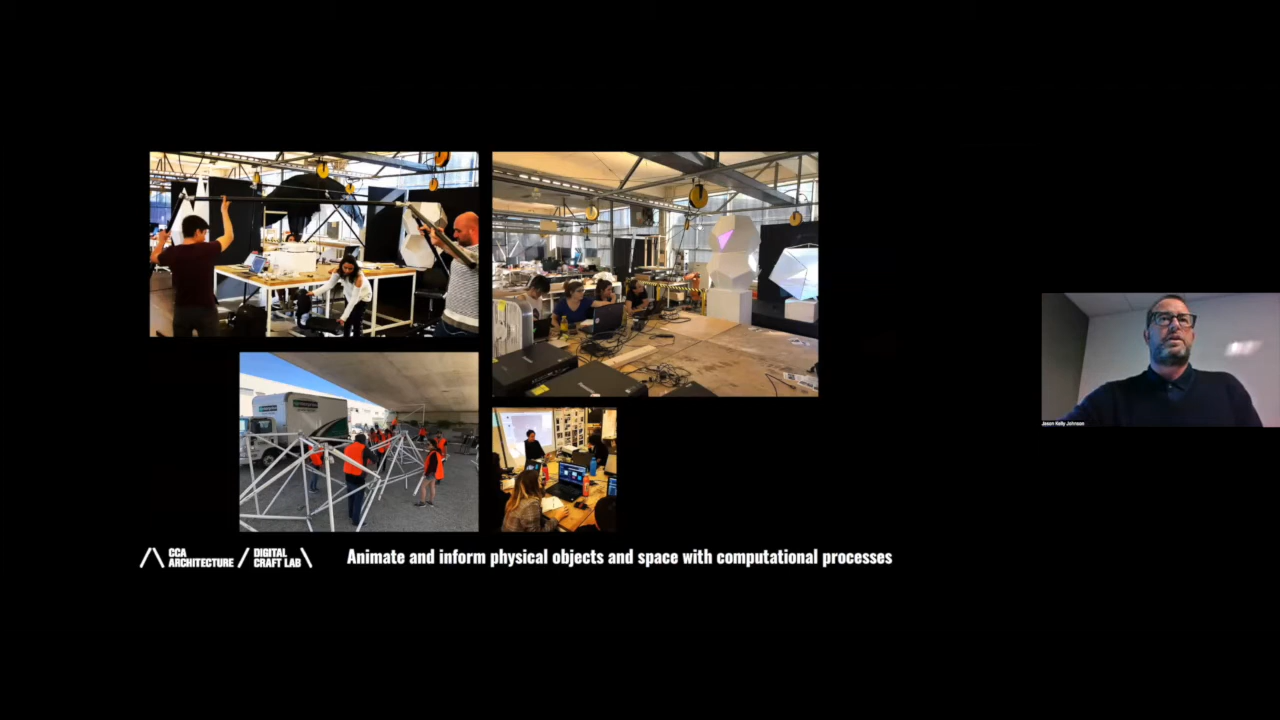 CCA
ARCHITECTURE
DIGITAL
CRAFT LAB
Animate and inform physical objects and space with computational processes
Jason Kelly Johnson